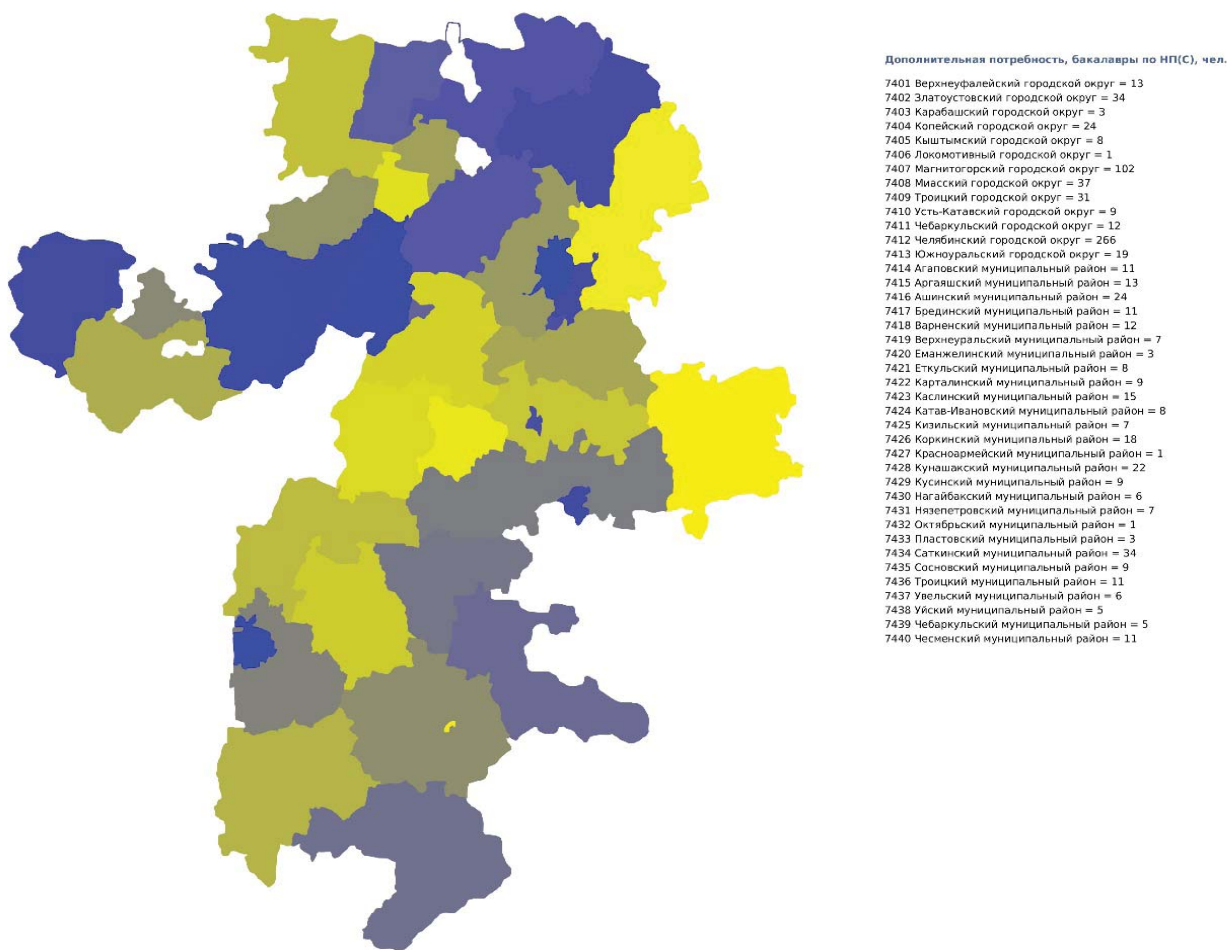 Дополнительная потребность, бакалавры по НП(С), чел.
7401 Верхнеуфалейский городской округ = 13
7402 Златоустовский городской округ = 34
7403 Карабашский городской округ = 3
7404 Копейский городской округ = 24
7405 Кыштымский городской округ = 8
7406 Локомотивный городской округ = 1
7407 Магнитогорский городской округ = 102
7408 Миасский городской округ = 37
7409 Троицкий городской округ = 31
7410 Усть-Катавский городской округ = 9
7411 Чебаркульский городской округ = 12
7412 Челябинский городской округ = 266
7413 Южноуральский городской округ = 19
7414 Агаповский муниципальный район = 11
7415 Аргаяшский муниципальный район = 13
7416 Ашинский муниципальный район = 24
7417 Брединский муниципальный район = 11
7418 Варненский муниципальный район = 12
7419 Верхнеуральский муниципальный район = 7
7420 Еманжелинский муниципальный район = 3
7421 Еткульский муниципальный район = 8
7422 Карталинский муниципальный район = 9
7423 Каслинский муниципальный район = 15
7424 Катав-Ивановский муниципальный район = 8
7425 Кизильский муниципальный район = 7
7426 Коркинский муниципальный район = 18
7427 Красноармейский муниципальный район = 1
7428 Кунашакский муниципальный район = 22
7429 Кусинский муниципальный район = 9
7430 Нагайбакский муниципальный район = 6
7431 Нязепетровский муниципальный район = 7
7432 Октябрьский муниципальный район = 1
7433 Пластовский муниципальный район = 3
7434 Саткинский муниципальный район = 34
7435 Сосновский муниципальный район = 9
7436 Троицкий муниципальный район = 11
7437 Увельский муниципальный район = 6
7438 Уйский муниципальный район = 5
7439 Чебаркульский муниципальный район = 5
7440 Чесменский муниципальный район = 11